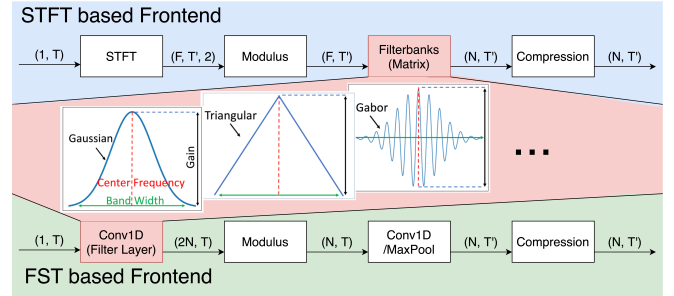 STFT based Frontend
(1, T)
STFT
(F, T', 2)
Modulus
(F, T')
Filterbanks
(Matrix)
(N, T')
Compression
(N, T')
Gaussian
Gain
Center Frequency
Band Width
Triangular
Gabor
...
(1, T)
Conv1D
(Filter Layer)
(2N, T)
Modulus
(N, T)
Conv1D
/MaxPool
(N, T')
Compression
(N, T')
FST based Frontend